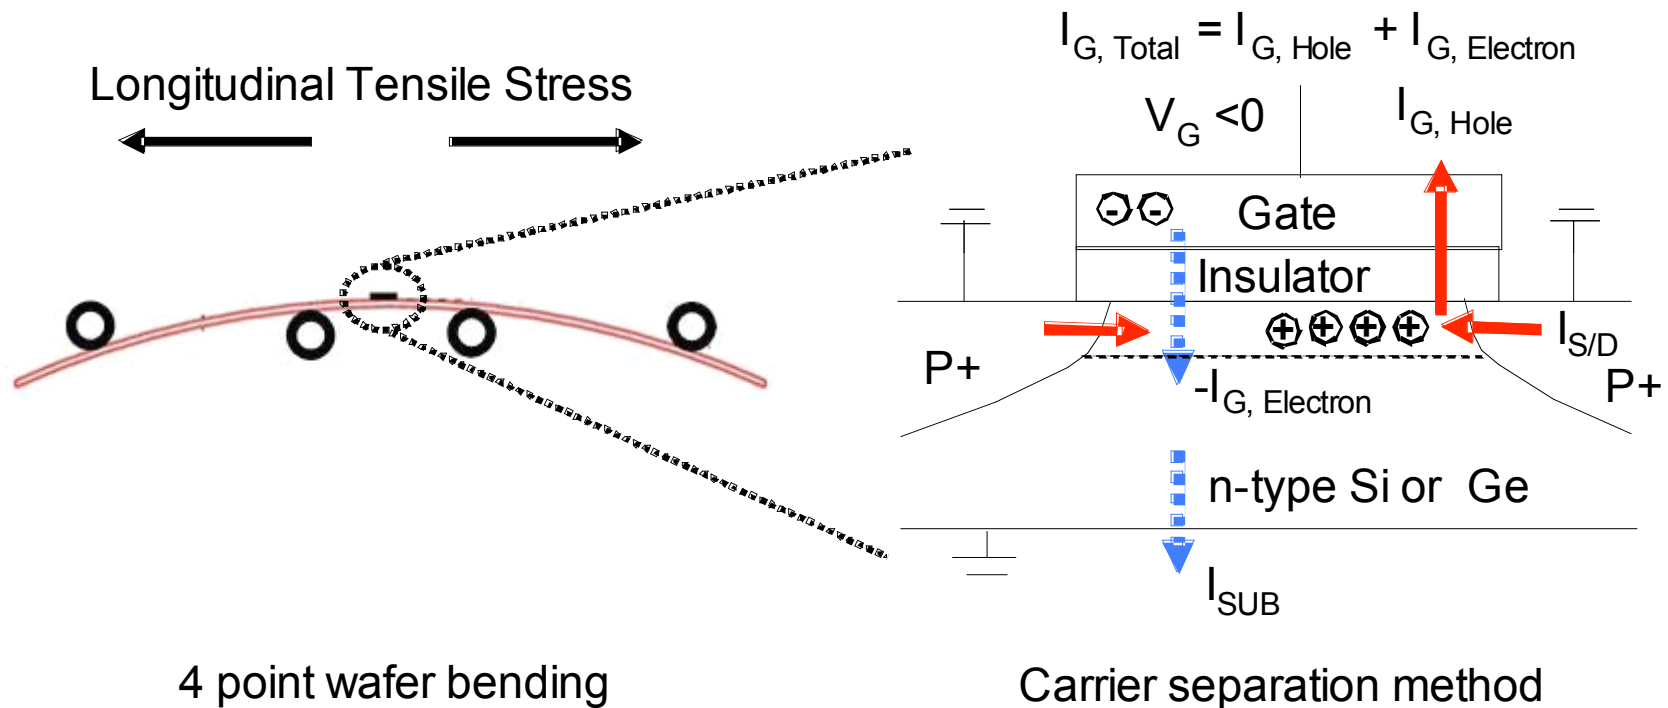 I_G, Total = I_G, Hole + I_G, Electron
Longitudinal Tensile Stress
V_G <0
I_G, Hole
- -
Gate
Insulator
+ + + +
I_S/D
P+
P+
-I_G, Electron
n-type Si or Ge
I_SUB
4 point wafer bending
Carrier separation method